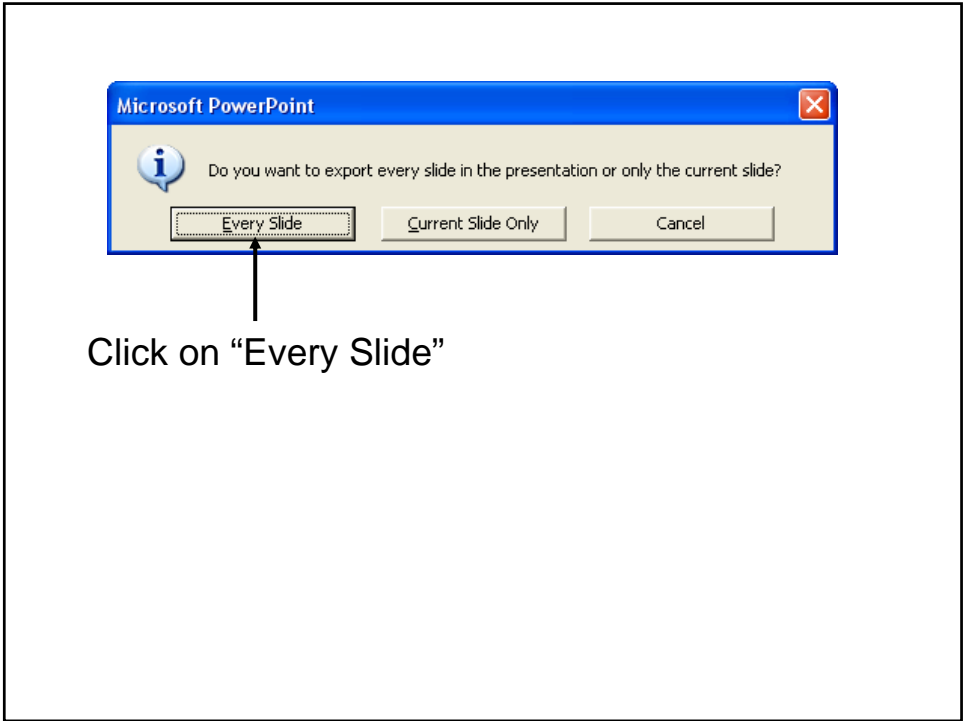 Microsoft PowerPoint
Do you want to export every slide in the presentation or only the current slide?
Every Slide Current Slide Only Cancel
Click on “Every Slide”